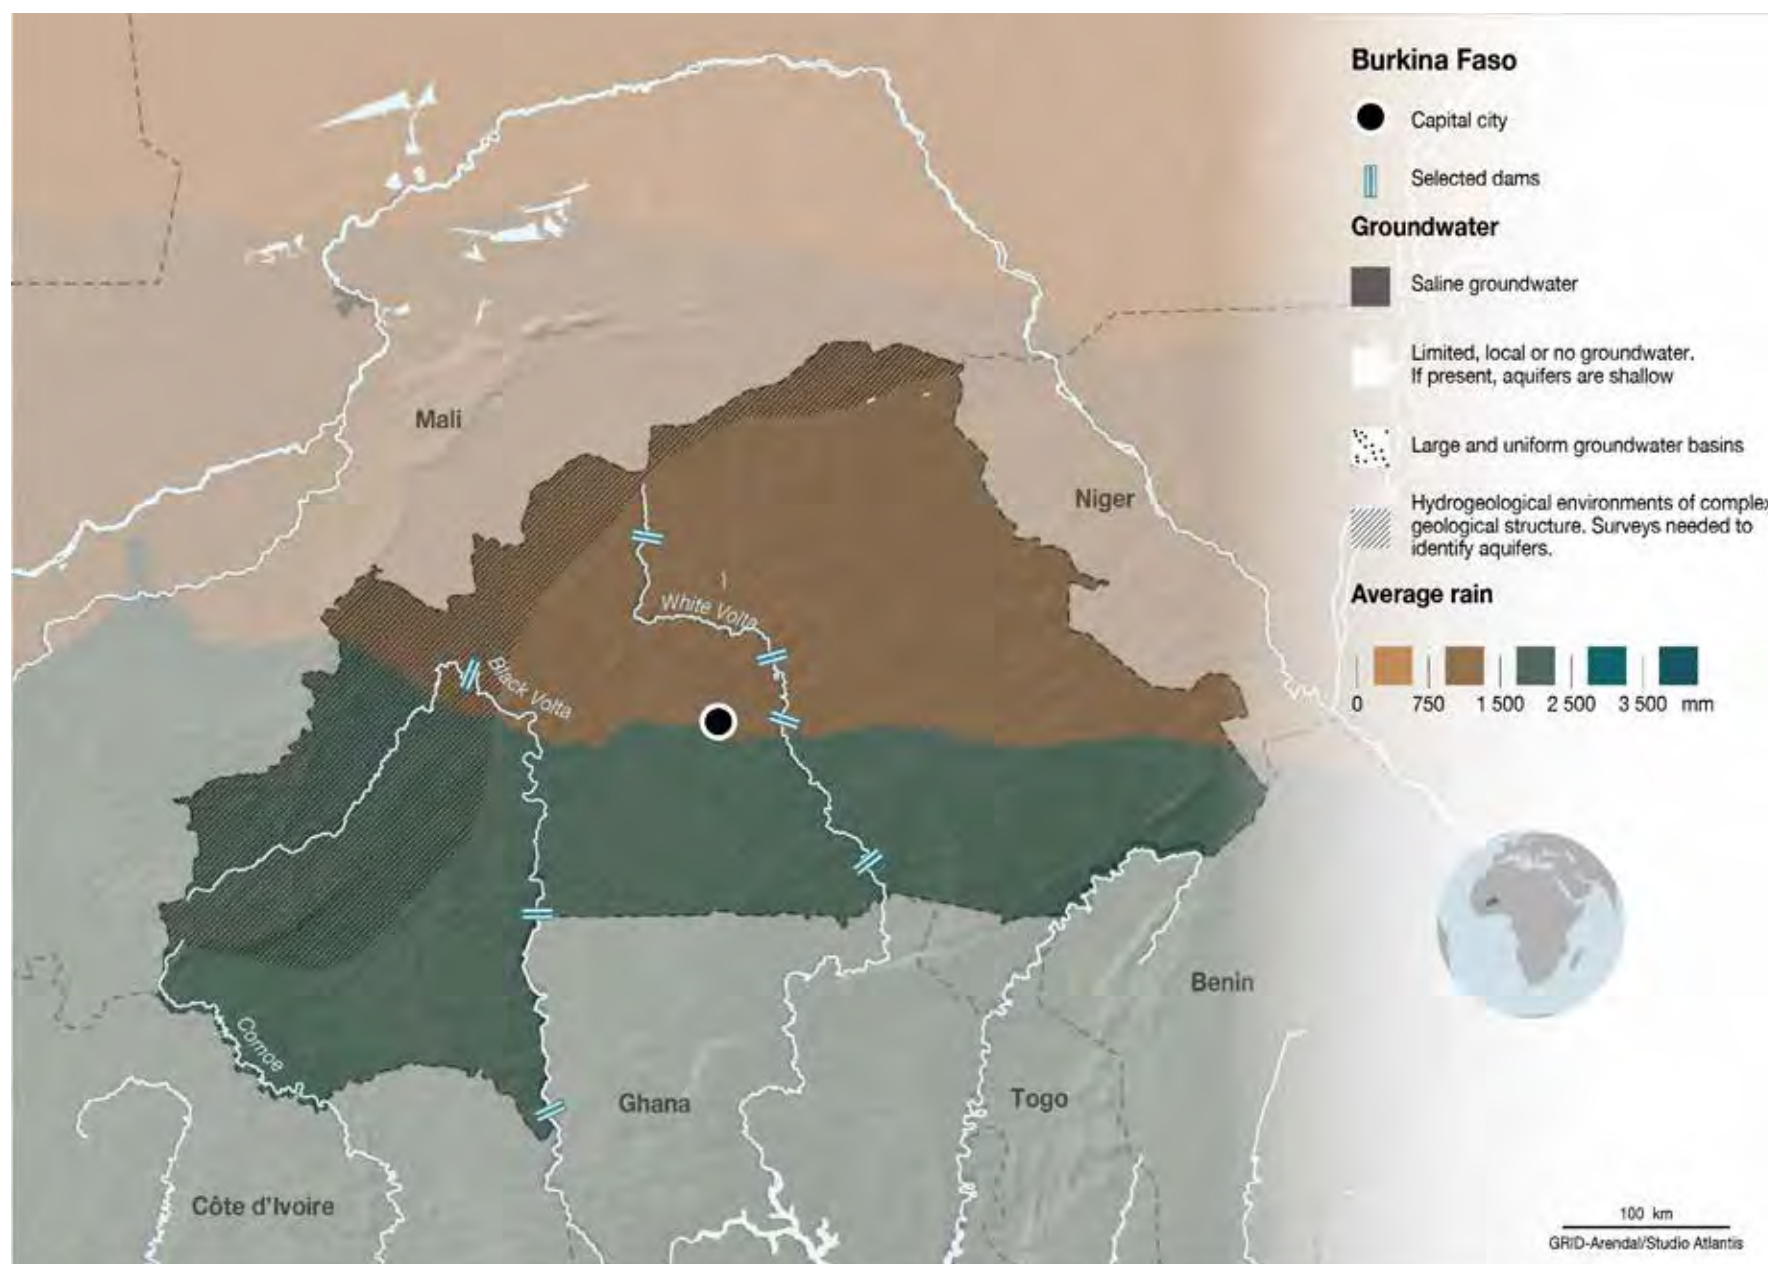 Burkina Faso
Capital city
Selected dams
Groundwater
Saline groundwater
Limited, local or no groundwater.
If present, aquifers are shallow
Large and uniform groundwater basins
Hydrogeological environments of complex
geological structure. Surveys needed to
identify aquifers.
Average rain
0 750 1 500 2 500 3 500 mm
Mali
Niger
White Volta
Black Volta
Comoe
Benin
Ghana
Togo
Côte d'Ivoire
100 km
GRID-Arendal/Studio Atlantis